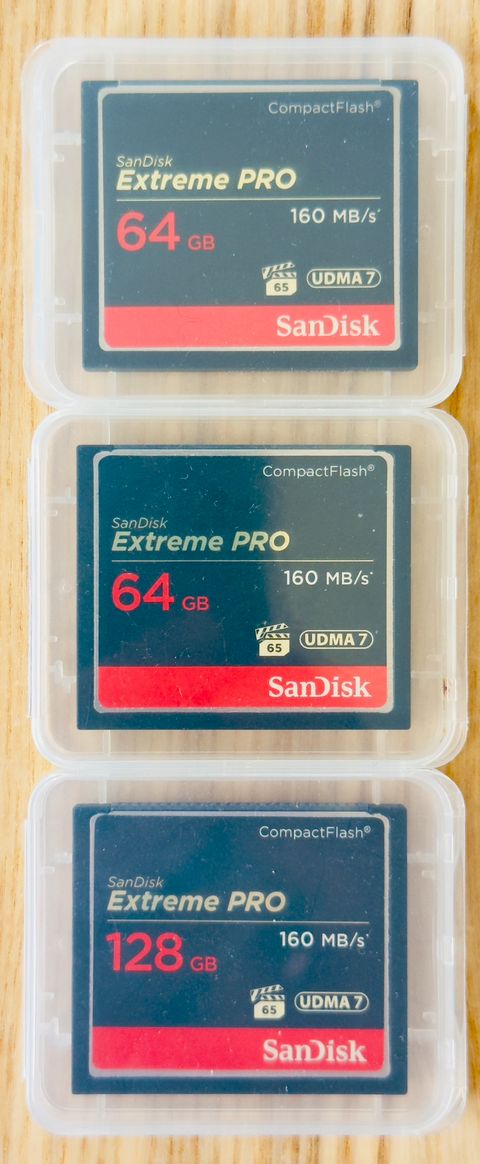 CompactFlash®
SanDisk
Extreme PRO
64 GB 160 MB/s*
65 UDMA 7
SanDisk
CompactFlash®
SanDisk
Extreme PRO
64 GB 160 MB/s*
65 UDMA 7
SanDisk
CompactFlash®
SanDisk
Extreme PRO
128 GB 160 MB/s*
65 UDMA 7
SanDisk